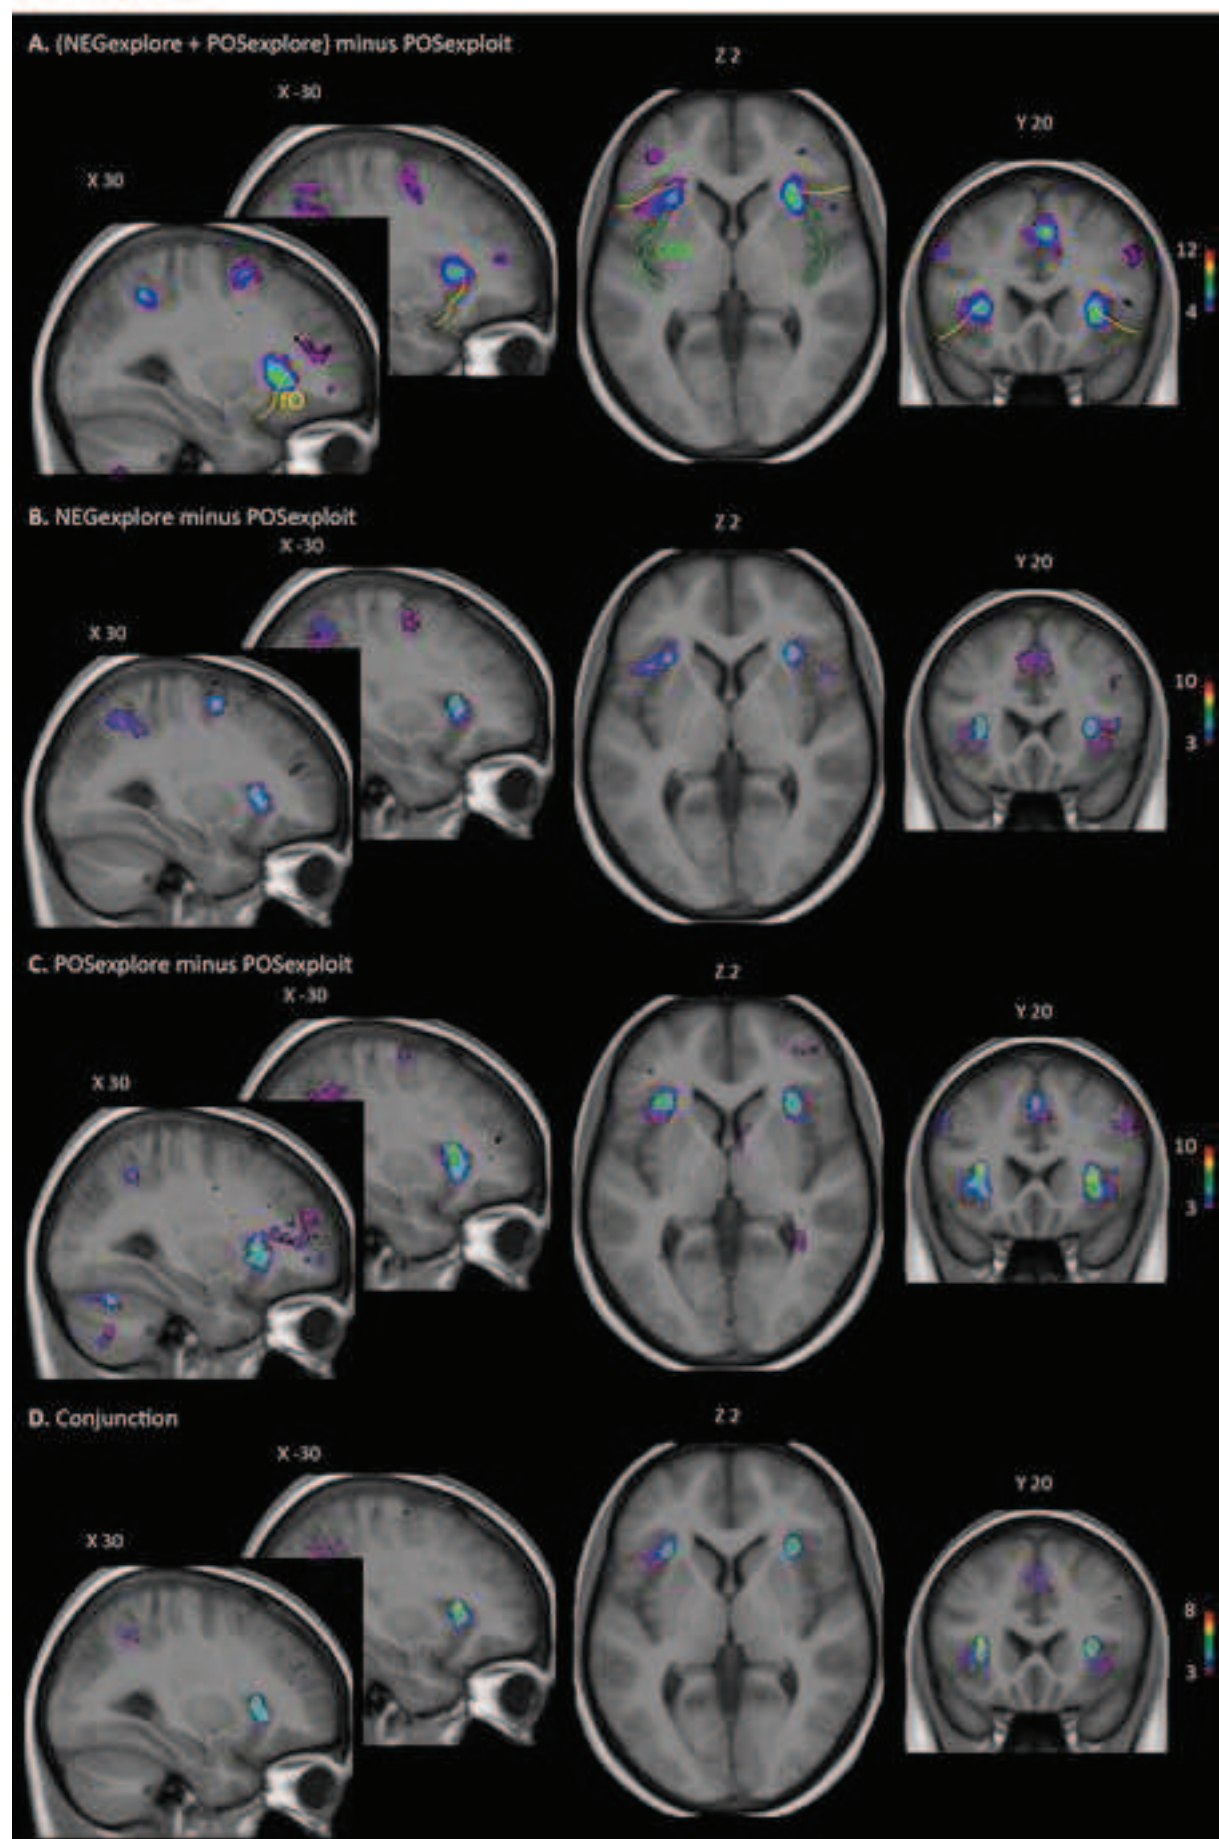 A. (NEGexplore + POSexplore) minus POSexploit
Z 2
X -30
Y 20
X 30
12
4
fO
B. NEGexplore minus POSexploit
Z 2
X -30
Y 20
X 30
10
3
C. POSexplore minus POSexploit
Z 2
X -30
Y 20
X 30
10
3
D. Conjunction
Z 2
X -30
Y 20
X 30
8
3